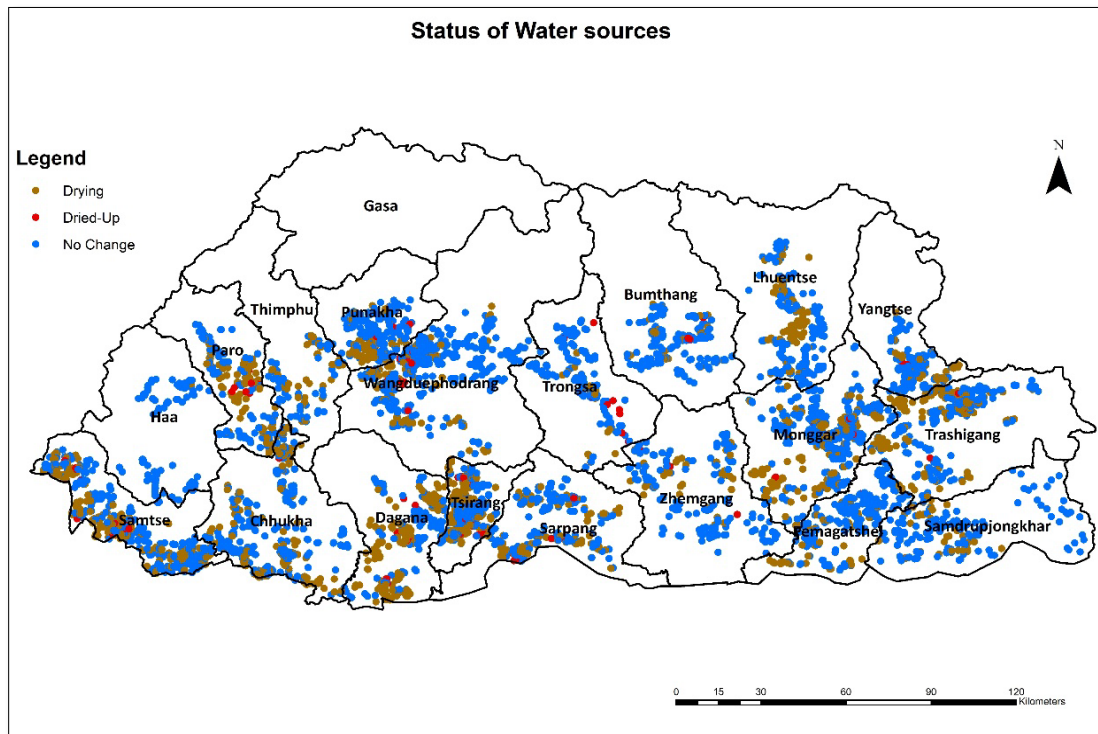 Status of Water sources
N
Legend
Drying
Dried-Up
No Change
Gasa
Thimphu
Punakha
Bumthang
Lhuentse
Yangtse
Paro
Wangduephodrang
Trongsa
Haa
Monggar
Trashigang
Samtse
Chhukha
Dagana
Tsirang
Sarpang
Zhemgang
Pemagatshel
Samdrupjongkhar
0 15 30 60 90 120
Kilometers